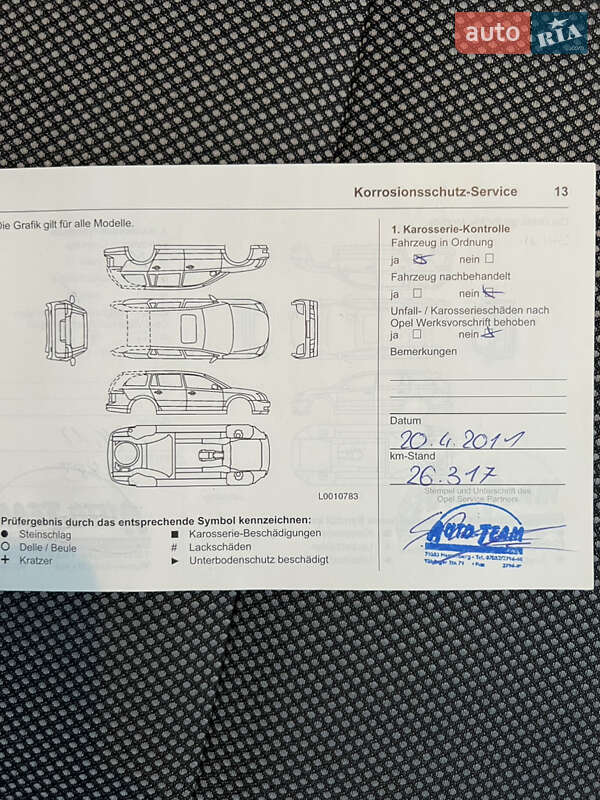 auto RIA
.com
Korrosionsschutz-Service 13
Die Grafik gilt für alle Modelle.
1. Karosserie-Kontrolle
Fahrzeug in Ordnung
ja nein
Fahrzeug nachbehandelt
ja nein
Unfall- / Karosserieschäden nach
Opel Werksvorschrift behoben
ja nein
Bemerkungen
Datum
20.4.2011
km-Stand
26.317
Stempel und Unterschrift des
Opel Service Partners
AUTO-TEAM
L0010783
Prüfergebnis durch das entsprechende Symbol kennzeichnen:
Steinschlag
Delle / Beule
Kratzer
Karosserie-Beschädigungen
# Lackschäden
Unterbodenschutz beschädigt